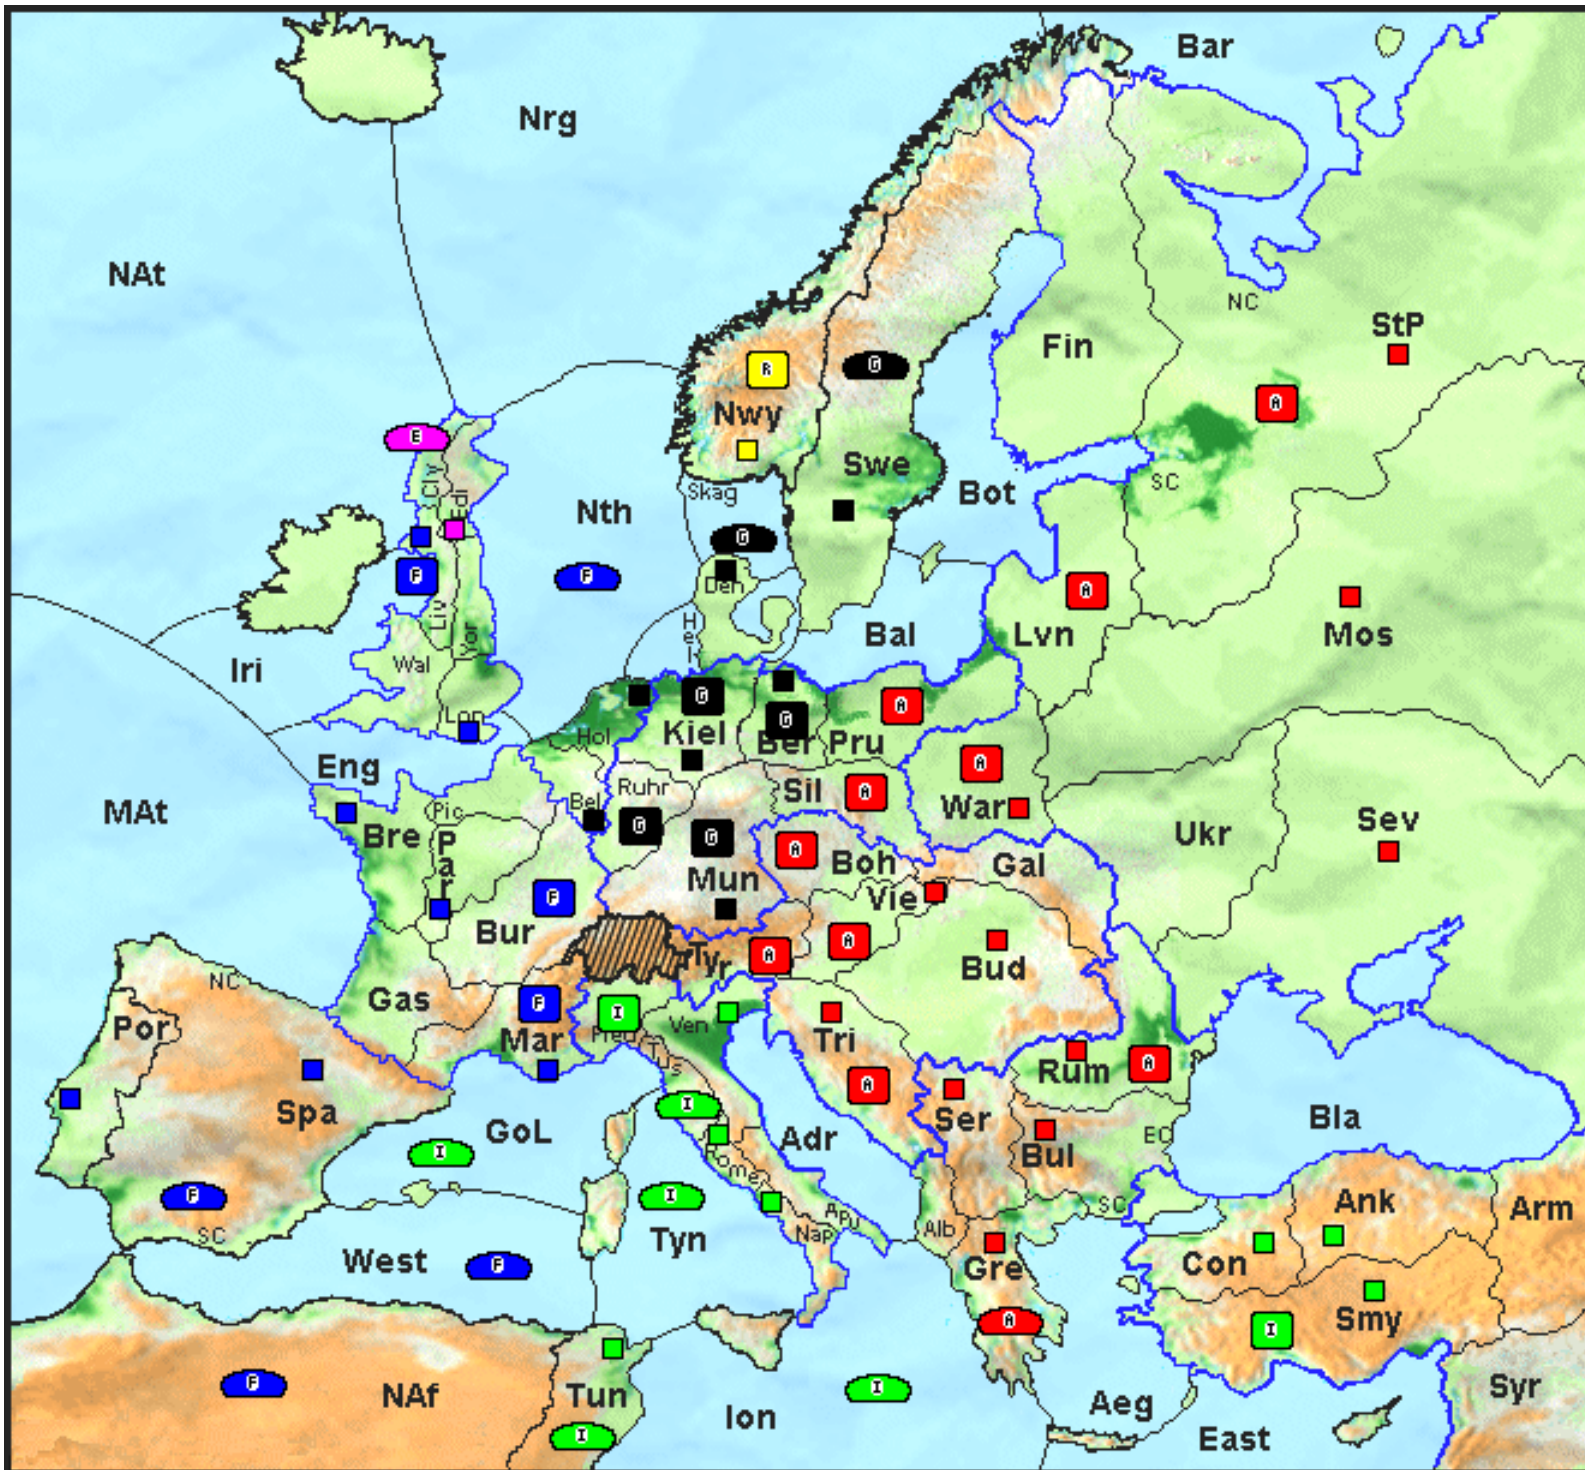 Bar
Nrg
NAt
NC
StP
Fin
R
G
A
Nwy
E
Cly
Edl
Swe
SC
Skag
Bot
Nth
G
Den
F
F
A
Liv
Yor
Hel
Bal
Lvn
Mos
Wal
Iri
G
A
Lon
G
Hol
Kiel
Ber
Pru
Eng
A
Ruhr
Sil
A
War
Bel
MAt
Pic
Bre
Par
G
G
A
Boh
Gal
Ukr
Sev
Mun
Vie
F
Bur
A
A
Tyr
Bud
NC
Gas
F
I
Por
Mar
Pied
Ven
Tus
Tri
Rum
A
A
Spa
I
Ser
GoL
Adr
Bla
EC
Bul
I
Rome
F
I
Ank
SC
SC
Arm
Apu
Nap
Alb
Tyn
West
F
Con
Gre
A
Smy
I
F
NAf
Tun
I
Syr
Aeg
Ion
I
East